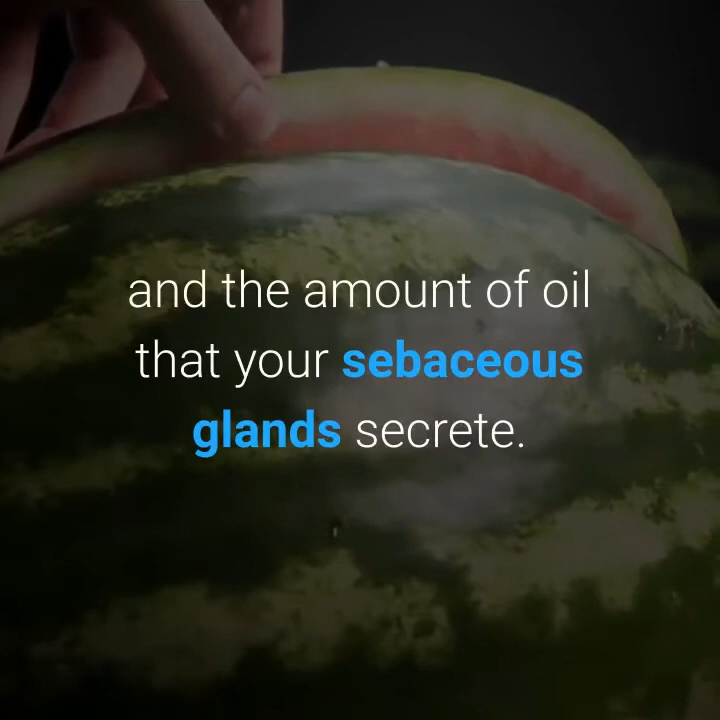 and the amount of oil
that your sebaceous
glands secrete.